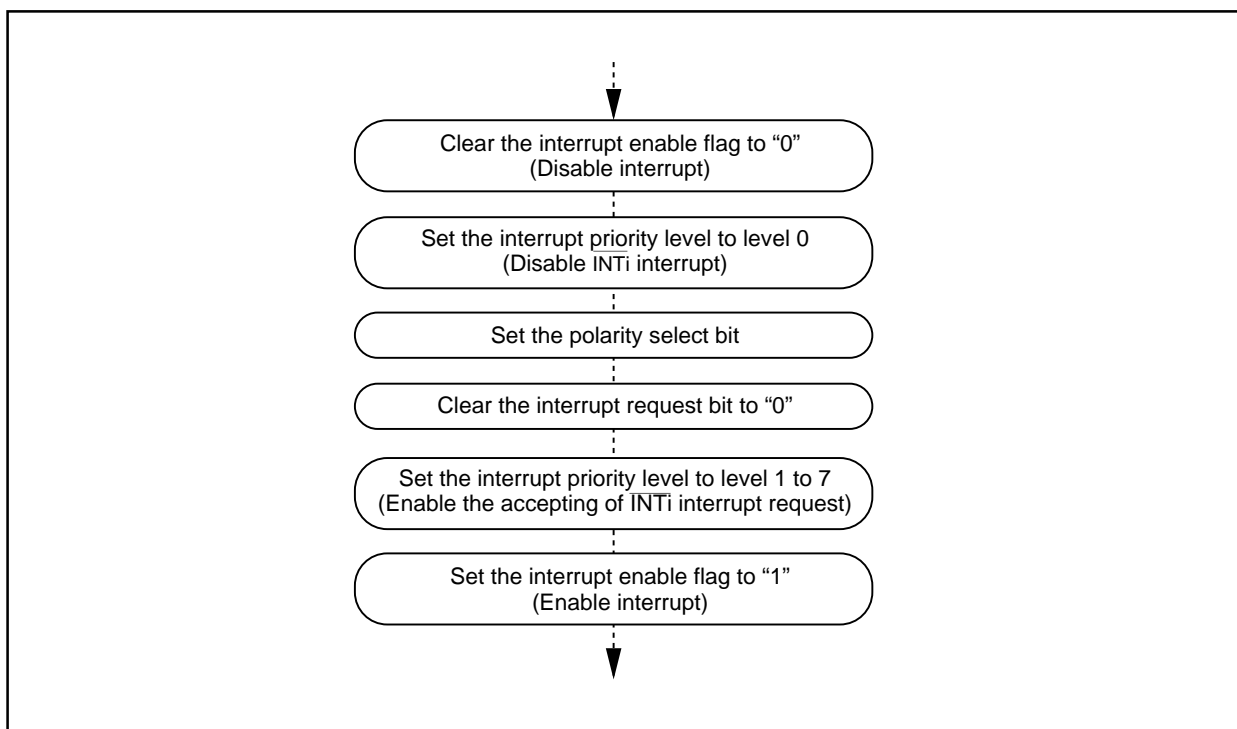 Clear the interrupt enable flag to “0”
(Disable interrupt)
Set the interrupt priority level to level 0
(Disable I̅N̅T̅i̅ interrupt)
Set the polarity select bit
Clear the interrupt request bit to “0”
Set the interrupt priority level to level 1 to 7
(Enable the accepting of I̅N̅T̅i̅ interrupt request)
Set the interrupt enable flag to “1”
(Enable interrupt)